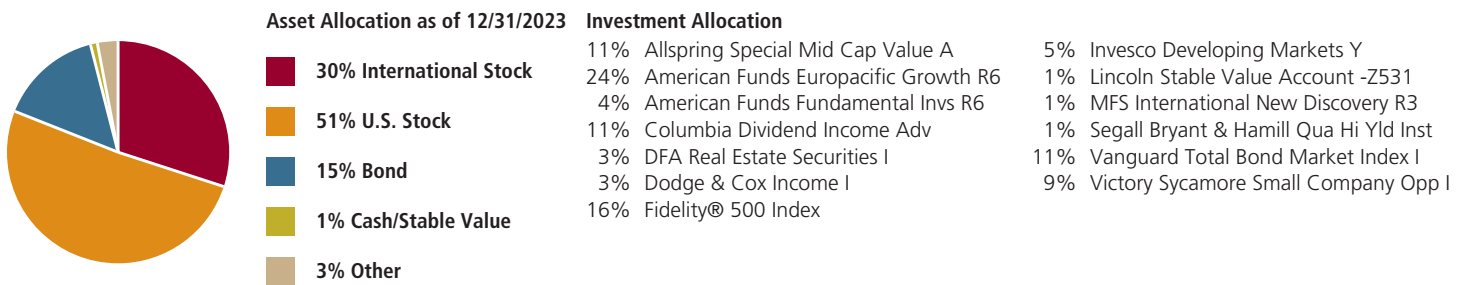 Asset Allocation as of 12/31/2023
30% International Stock
51% U.S. Stock
15% Bond
1% Cash/Stable Value
3% Other
Investment Allocation
11% Allspring Special Mid Cap Value A
24% American Funds Europacific Growth R6
4% American Funds Fundamental Invs R6
11% Columbia Dividend Income Adv
3% DFA Real Estate Securities I
3% Dodge & Cox Income I
16% Fidelity® 500 Index
5% Invesco Developing Markets Y
1% Lincoln Stable Value Account -Z531
1% MFS International New Discovery R3
1% Segall Bryant & Hamill Qua Hi Yld Inst
11% Vanguard Total Bond Market Index I
9% Victory Sycamore Small Company Opp I